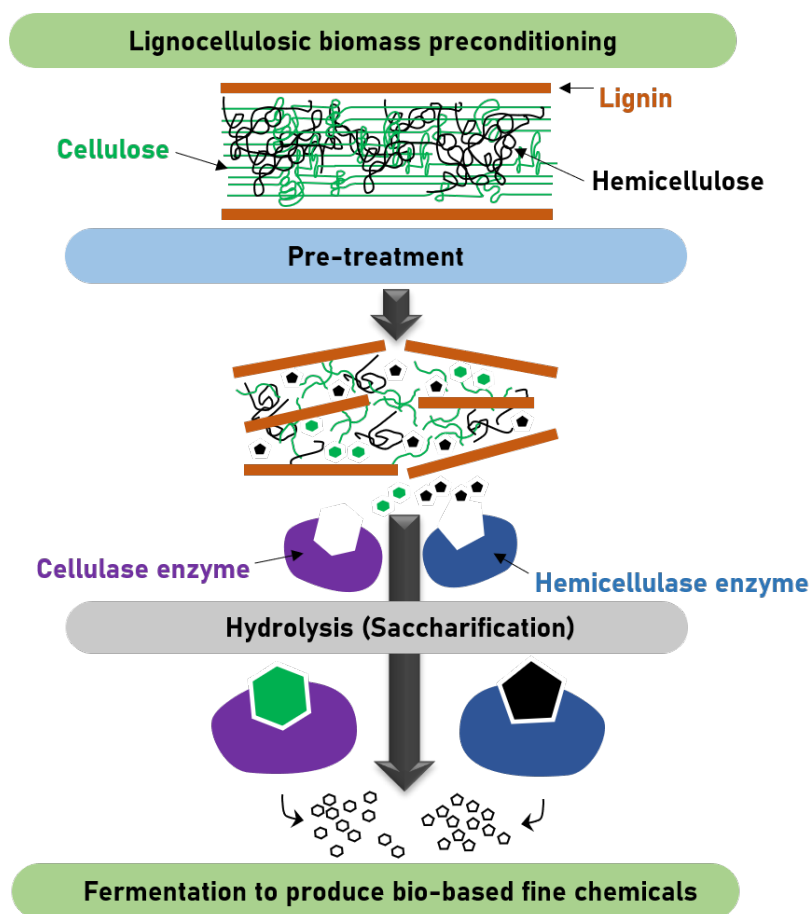 Lignocellulosic biomass preconditioning
Lignin
Cellulose
Hemicellulose
Pre-treatment
Cellulase enzyme
Hemicellulase enzyme
Hydrolysis (Saccharification)
Fermentation to produce bio-based fine chemicals